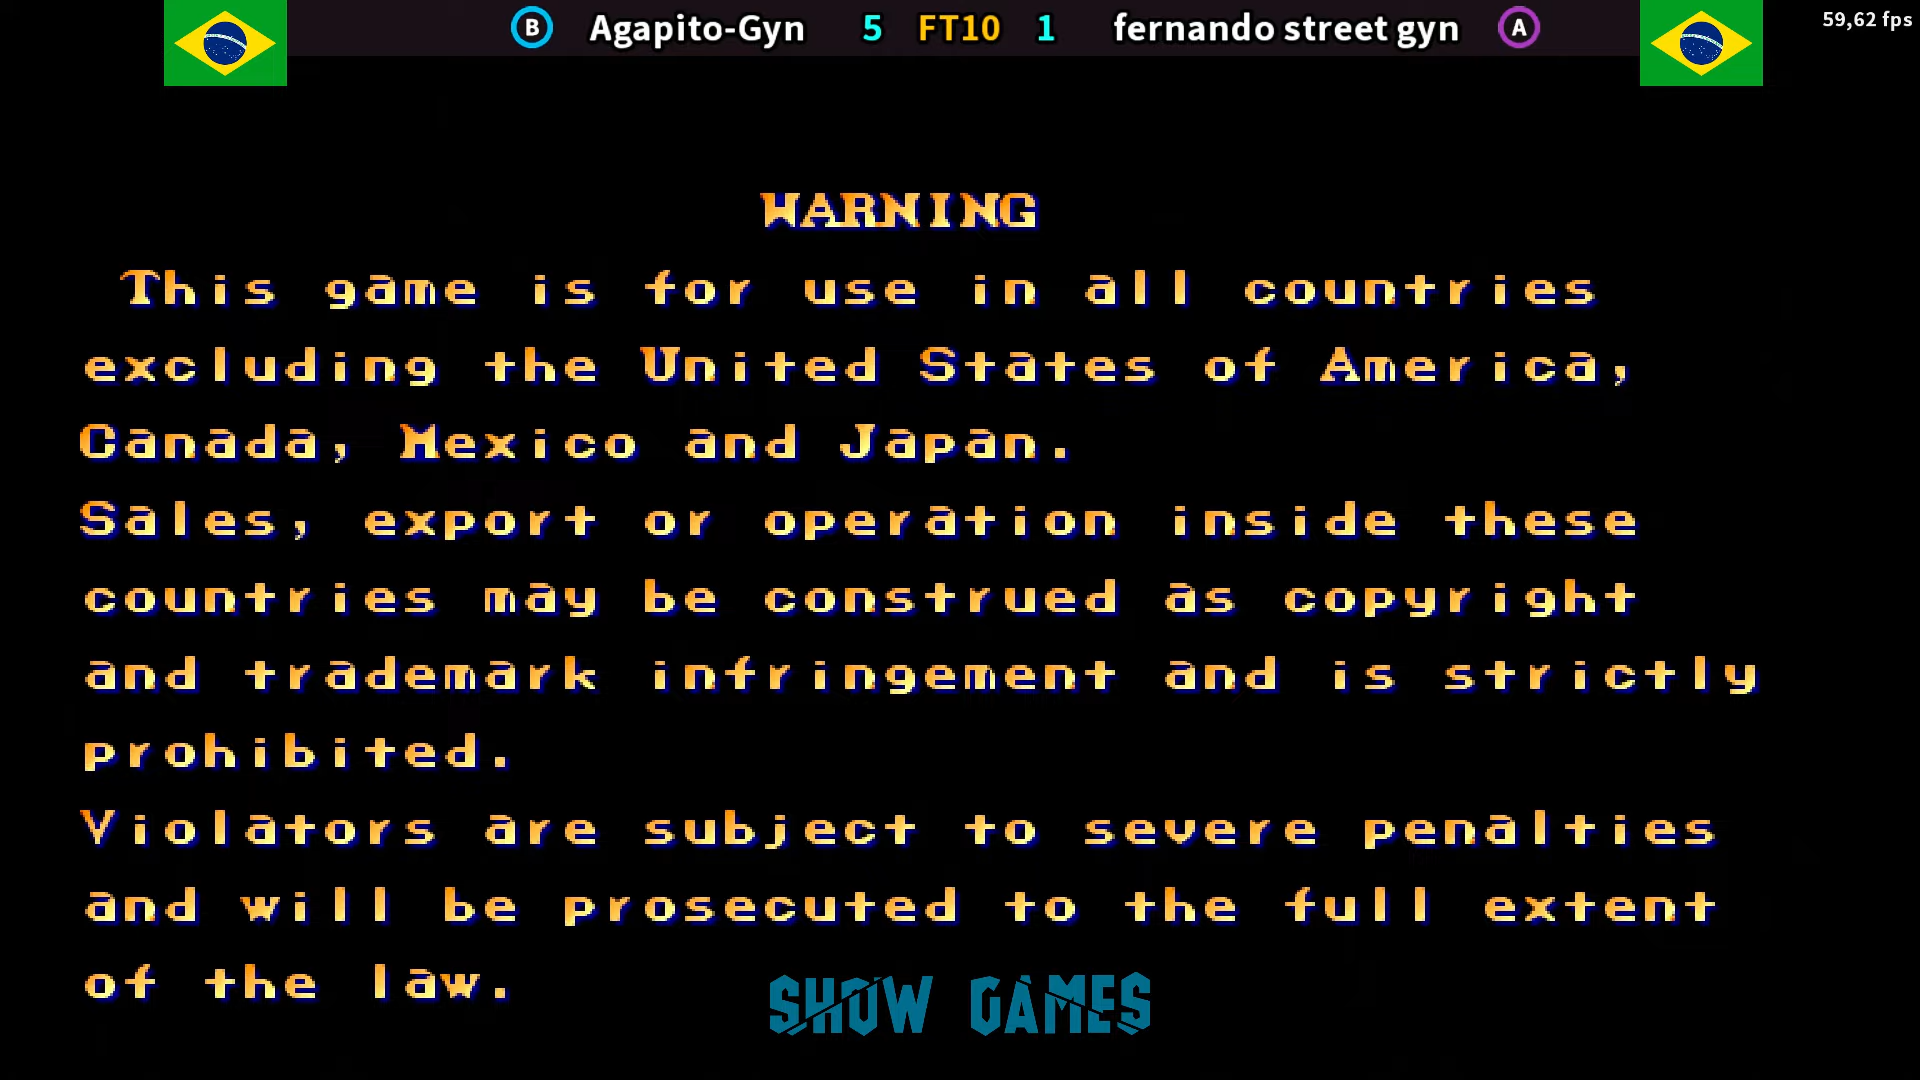 B Agapito-Gyn 5 FT10 1 fernando street gyn A 59,62 fps
WARNING
This game is for use in all countries
excluding the United States of America,
Canada, Mexico and Japan.
Sales, export or operation inside these
countries may be construed as copyright
and trademark infringement and is strictly
prohibited.
Violators are subject to severe penalties
and will be prosecuted to the full extent
of the law.
SHOW GAMES